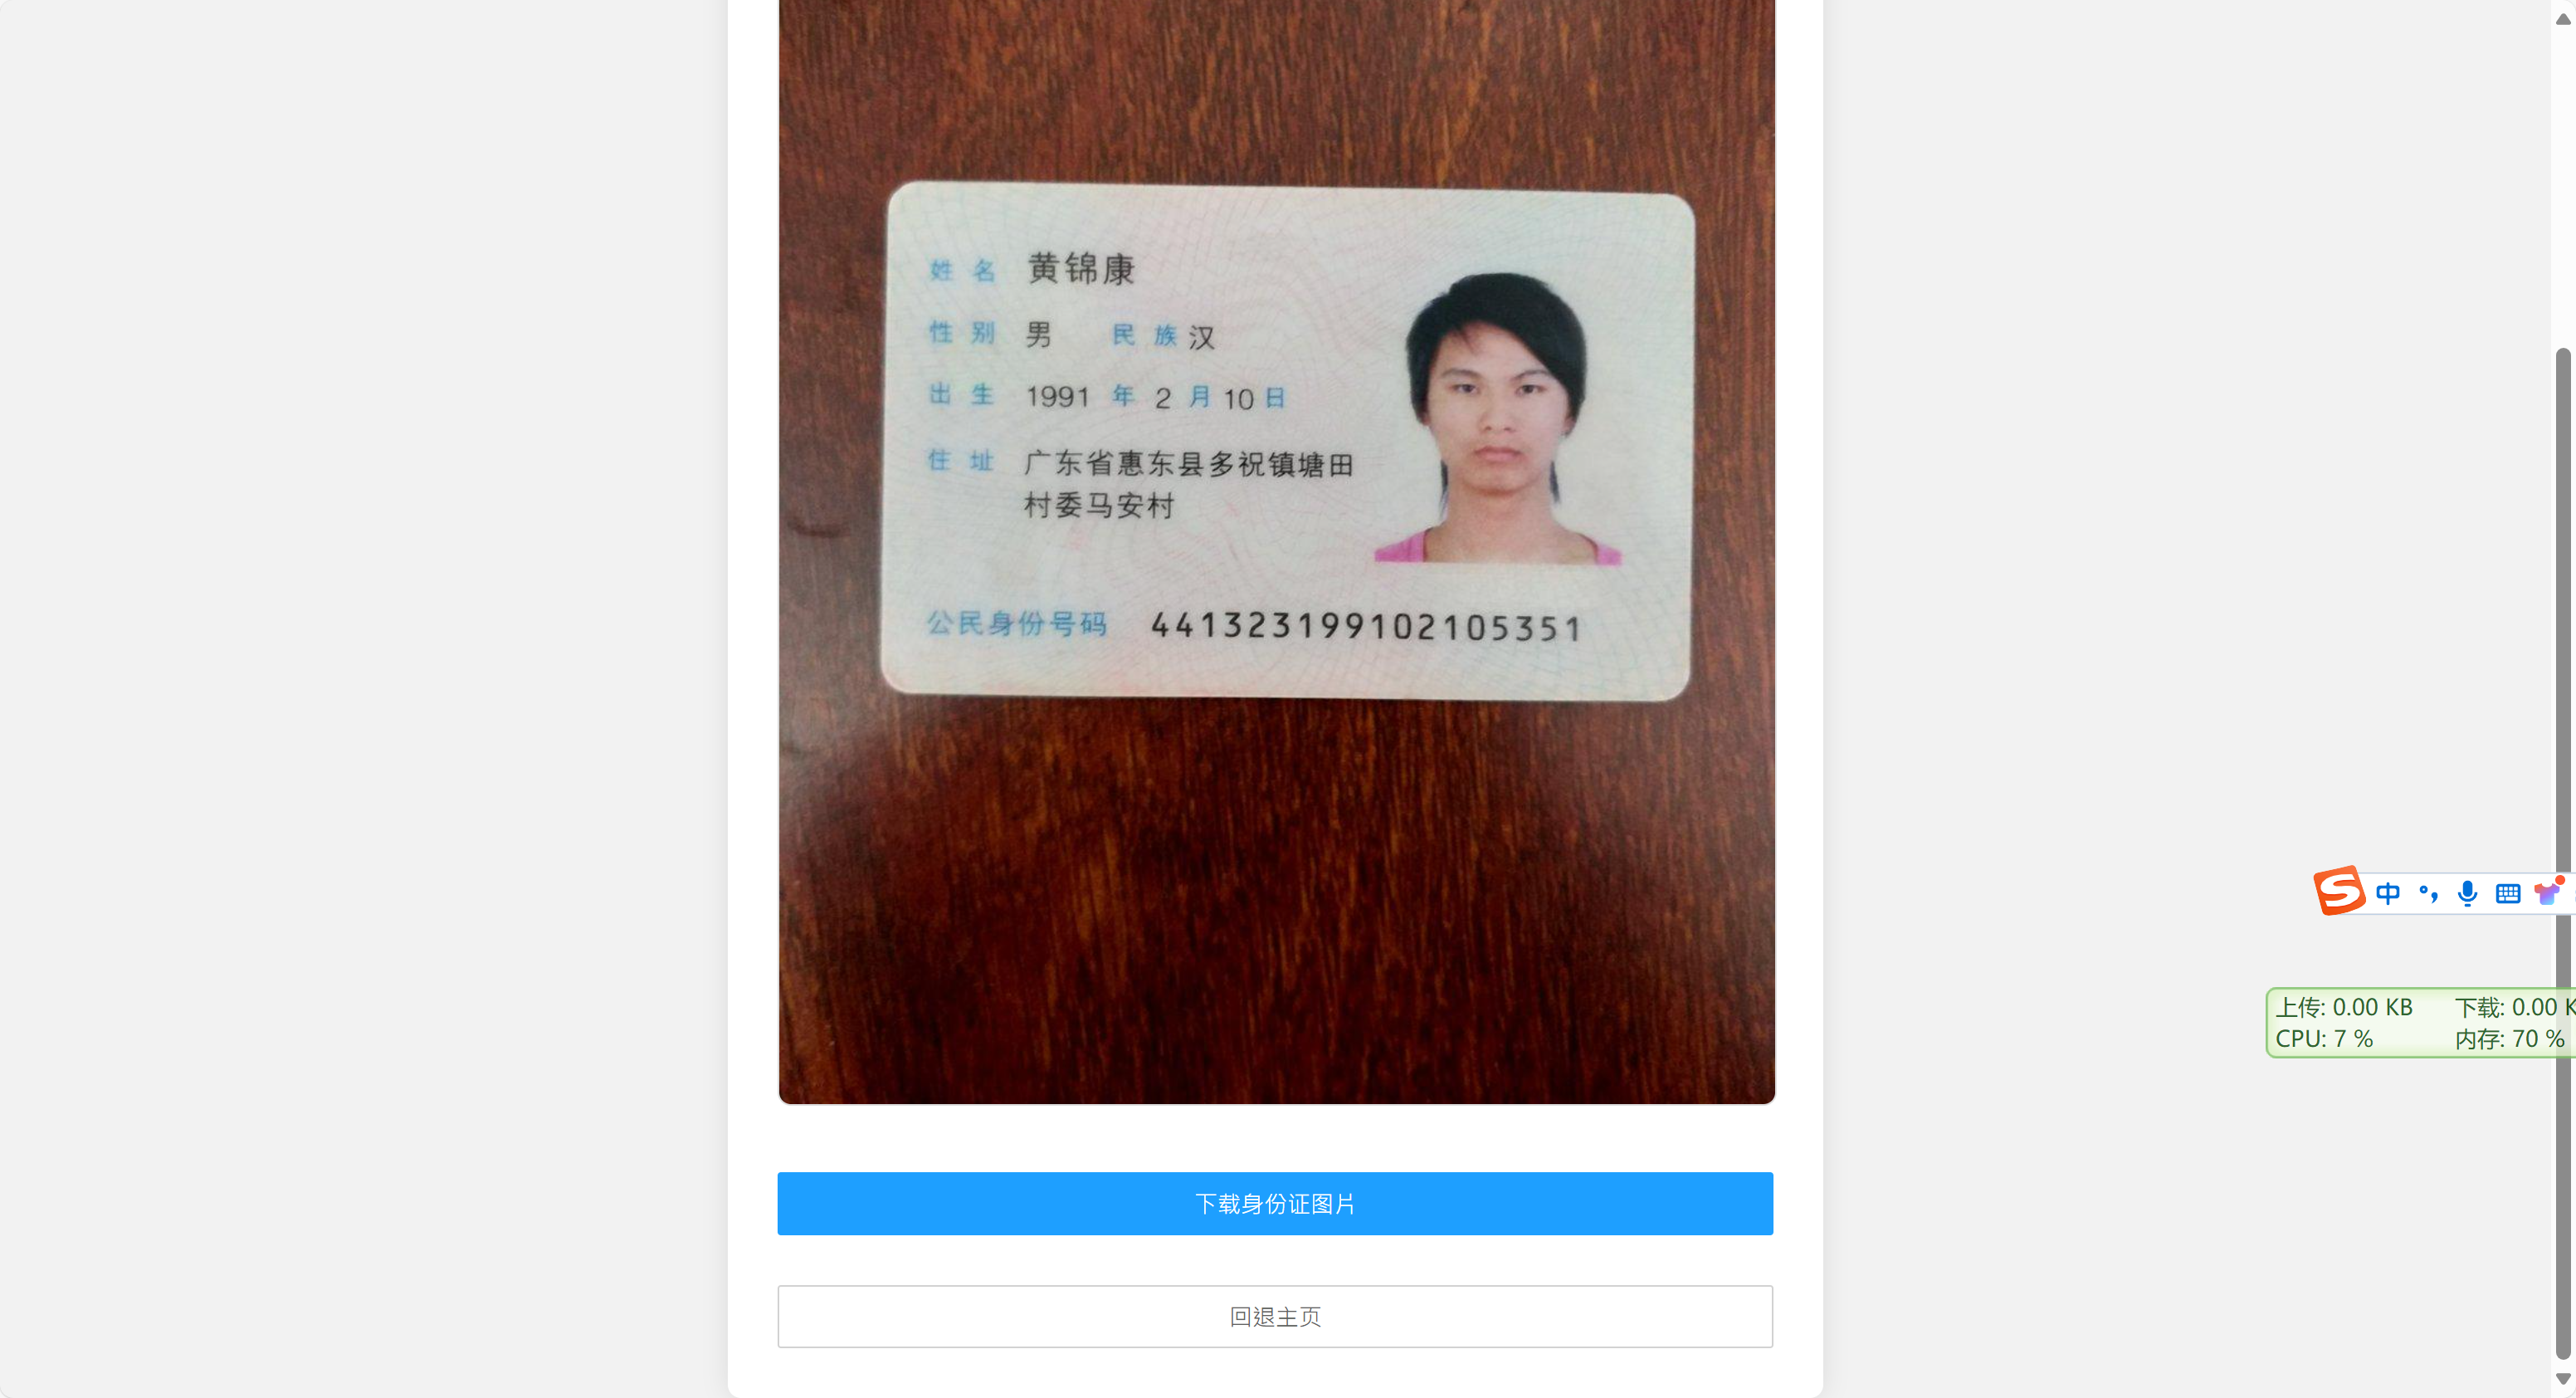 姓 名 黄锦康
性 别 男 民 族 汉
出 生 1991 年 2 月 10 日
住 址 广东省惠东县多祝镇塘田
村委马安村
公民身份号码 441323199102105351
中
上传: 0.00 KB 下载: 0.00 K
CPU: 7 % 内存: 70 %
下载身份证图片
回退主页